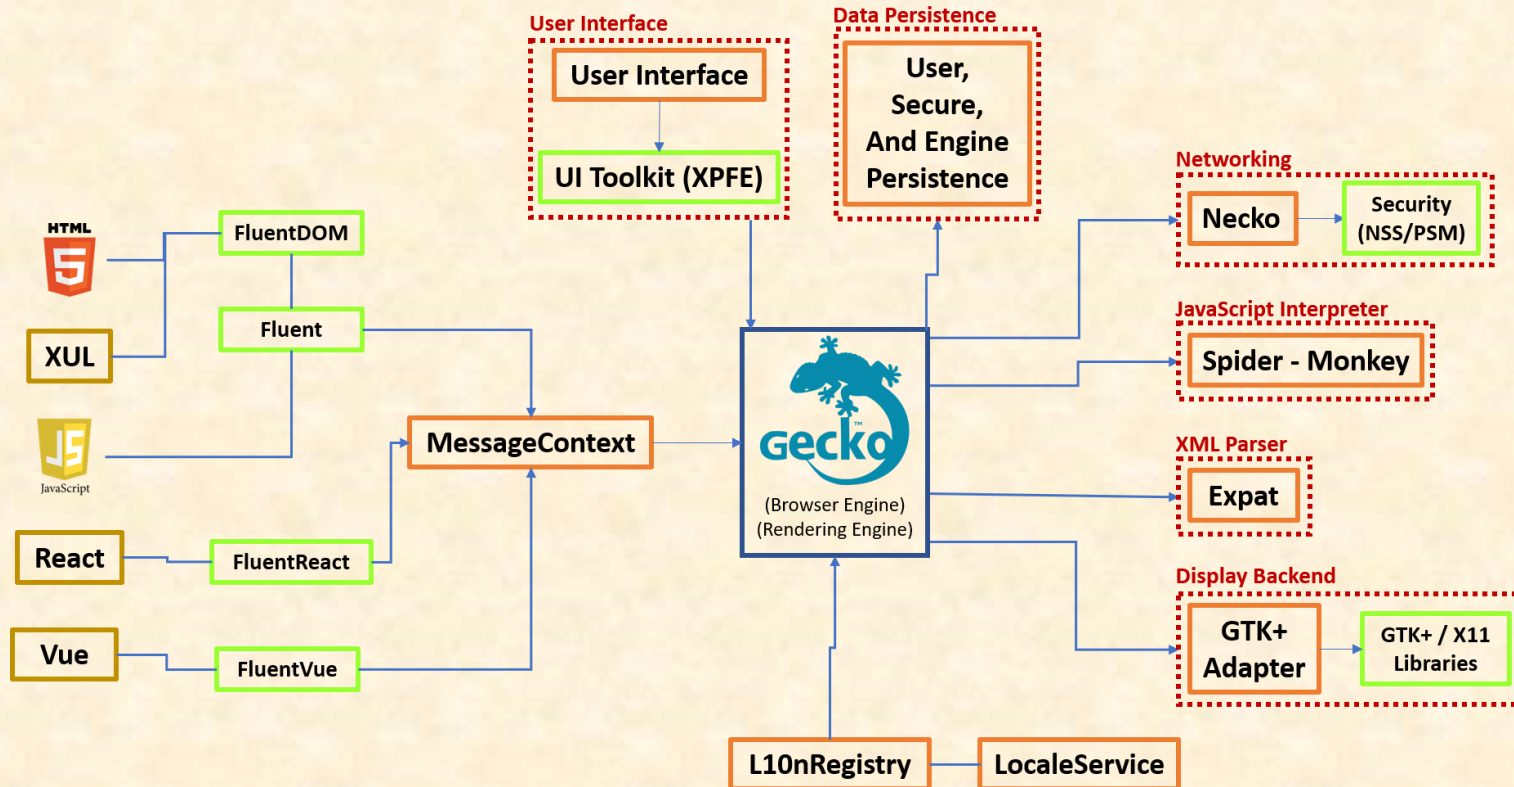 User Interface
User Interface
UI Toolkit (XPFE)
Data Persistence
User,
Secure,
And Engine
Persistence
Networking
Necko
Security
(NSS/PSM)
HTML
5
FluentDOM
XUL
Fluent
JS
JavaScript
MessageContext
React
FluentReact
Vue
FluentVue
Gecko™
(Browser Engine)
(Rendering Engine)
JavaScript Interpreter
Spider - Monkey
XML Parser
Expat
Display Backend
GTK+
Adapter
GTK+ / X11
Libraries
L10nRegistry
LocaleService